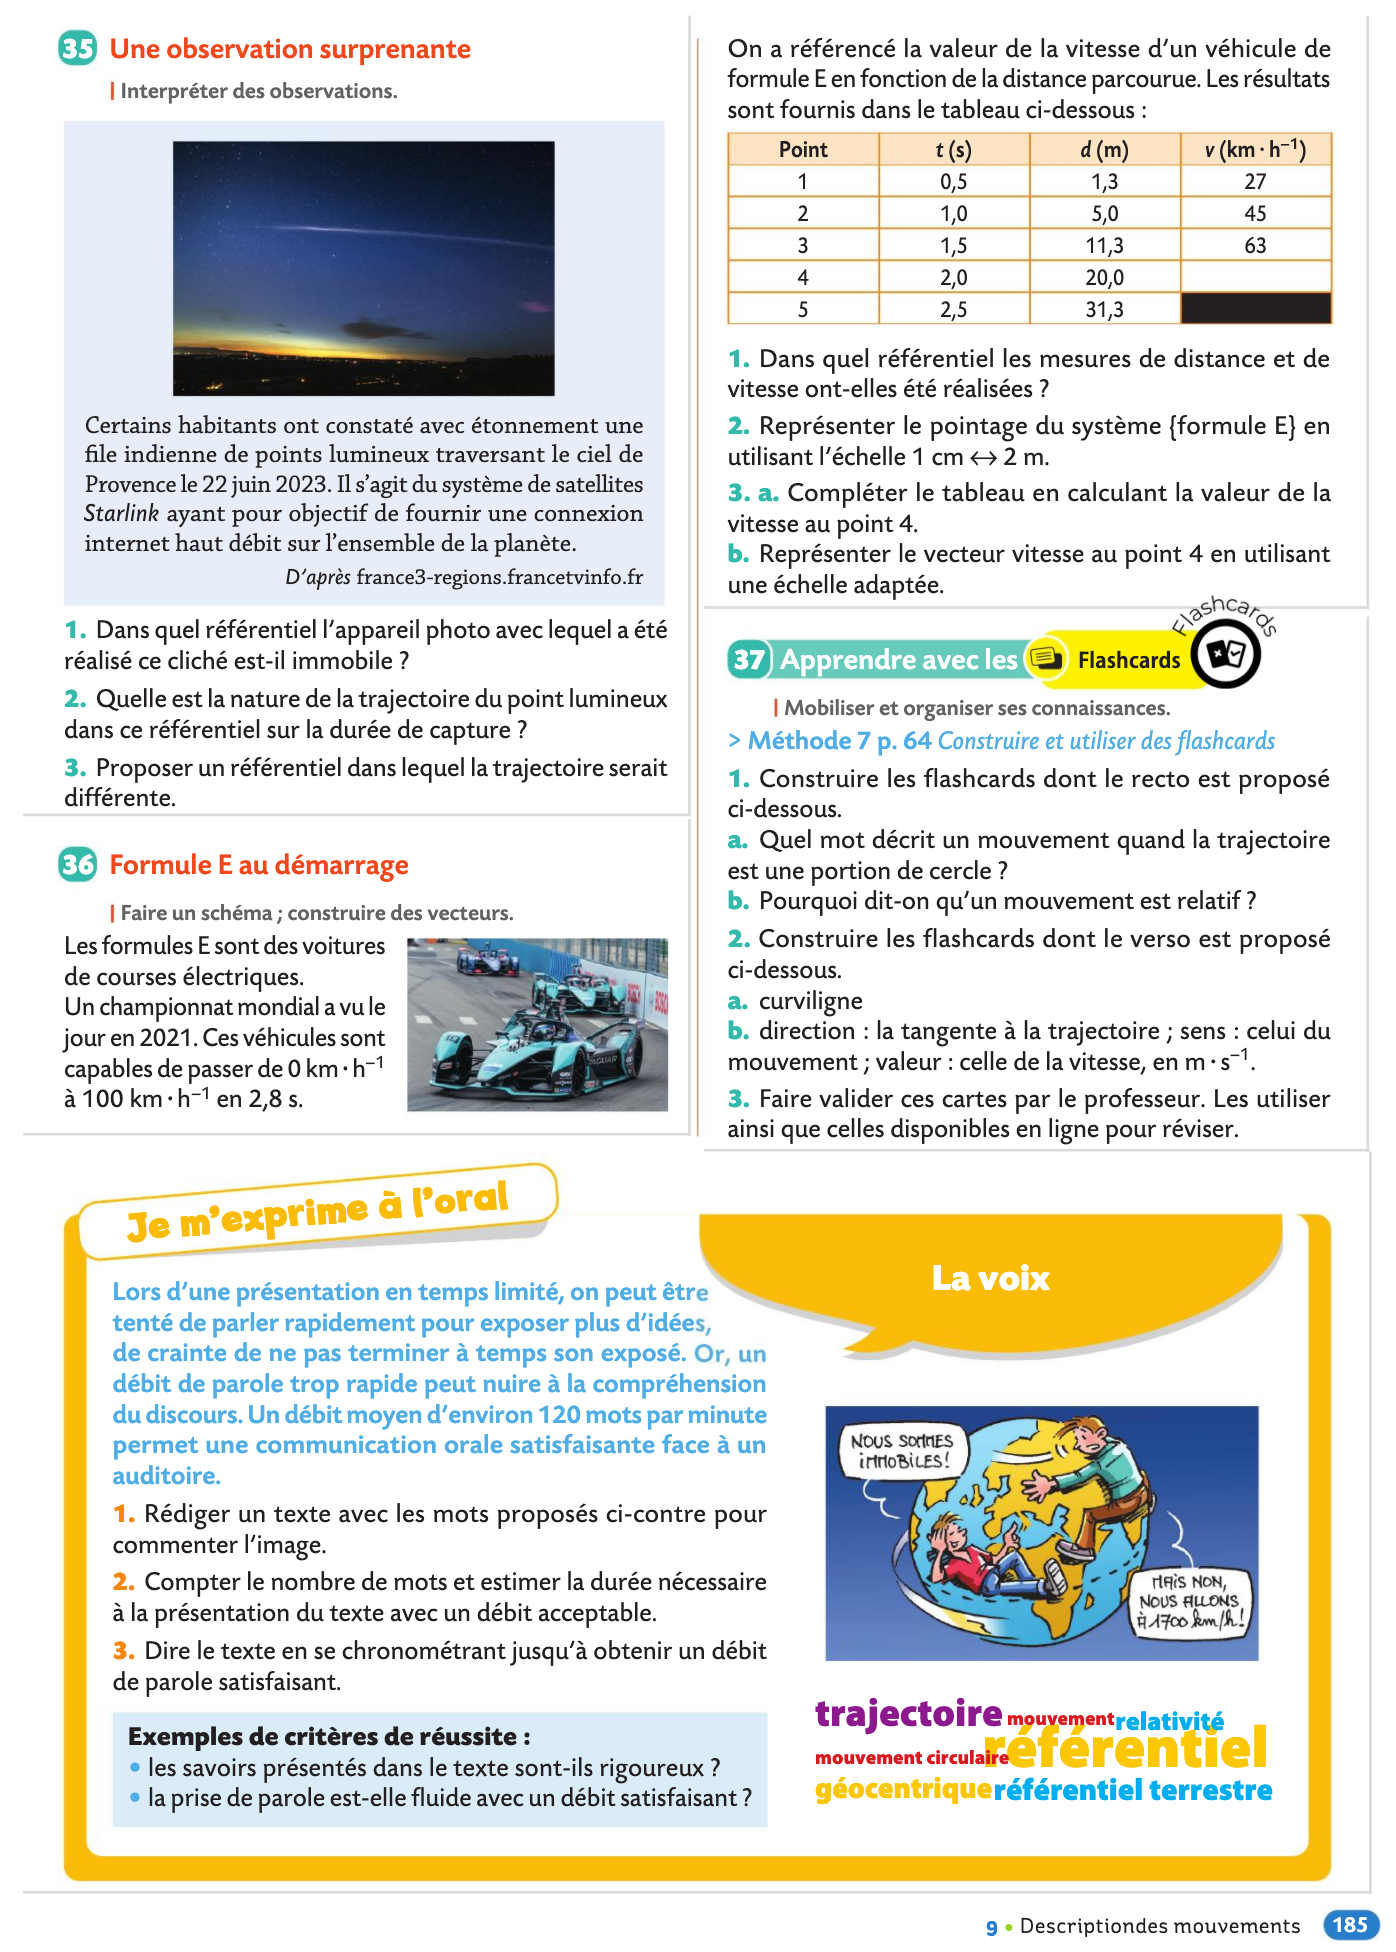 35 Une observation surprenante
| Interpréter des observations.
Certains habitants ont constaté avec étonnement une
file indienne de points lumineux traversant le ciel de
Provence le 22 juin 2023. Il s'agit du système de satellites
Starlink ayant pour objectif de fournir une connexion
internet haut débit sur l'ensemble de la planète.
D'après france3-regions.francetvinfo.fr
1. Dans quel référentiel l'appareil photo avec lequel a été
réalisé ce cliché est-il immobile ?
2. Quelle est la nature de la trajectoire du point lumineux
dans ce référentiel sur la durée de capture ?
3. Proposer un référentiel dans lequel la trajectoire serait
différente.
36 Formule E au démarrage
| Faire un schéma ; construire des vecteurs.
Les formules E sont des voitures
de courses électriques.
Un championnat mondial a vu le
jour en 2021. Ces véhicules sont
capables de passer de 0 km · h⁻¹
à 100 km · h⁻¹ en 2,8 s.
BOSCH
BOSCH
JAGUAR
On a référencé la valeur de la vitesse d'un véhicule de
formule E en fonction de la distance parcourue. Les résultats
sont fournis dans le tableau ci-dessous :
Point t (s) d (m) v (km · h⁻¹)
1 0,5 1,3 27
2 1,0 5,0 45
3 1,5 11,3 63
4 2,0 20,0
5 2,5 31,3
1. Dans quel référentiel les mesures de distance et de
vitesse ont-elles été réalisées ?
2. Représenter le pointage du système {formule E} en
utilisant l'échelle 1 cm ↔ 2 m.
3. a. Compléter le tableau en calculant la valeur de la
vitesse au point 4.
b. Représenter le vecteur vitesse au point 4 en utilisant
une échelle adaptée.
Flashcards
37 Apprendre avec les Flashcards
| Mobiliser et organiser ses connaissances.
> Méthode 7 p. 64 Construire et utiliser des flashcards
1. Construire les flashcards dont le recto est proposé
ci-dessous.
a. Quel mot décrit un mouvement quand la trajectoire
est une portion de cercle ?
b. Pourquoi dit-on qu'un mouvement est relatif ?
2. Construire les flashcards dont le verso est proposé
ci-dessous.
a. curviligne
b. direction : la tangente à la trajectoire ; sens : celui du
mouvement ; valeur : celle de la vitesse, en m · s⁻¹.
3. Faire valider ces cartes par le professeur. Les utiliser
ainsi que celles disponibles en ligne pour réviser.
Je m'exprime à l'oral
La voix
Lors d'une présentation en temps limité, on peut être
tenté de parler rapidement pour exposer plus d'idées,
de crainte de ne pas terminer à temps son exposé. Or, un
débit de parole trop rapide peut nuire à la compréhension
du discours. Un débit moyen d'environ 120 mots par minute
permet une communication orale satisfaisante face à un
auditoire.
1. Rédiger un texte avec les mots proposés ci-contre pour
commenter l'image.
2. Compter le nombre de mots et estimer la durée nécessaire
à la présentation du texte avec un débit acceptable.
3. Dire le texte en se chronométrant jusqu'à obtenir un débit
de parole satisfaisant.
Exemples de critères de réussite :
• les savoirs présentés dans le texte sont-ils rigoureux ?
• la prise de parole est-elle fluide avec un débit satisfaisant ?
NOUS SOMMES
iMMOBiLES!
MAiS NON,
NOUS ALLONS
à 1700 km/h!
trajectoire mouvement relativité
mouvement circulaire référentiel
géocentrique référentiel terrestre
9 • Descriptiondes mouvements 185